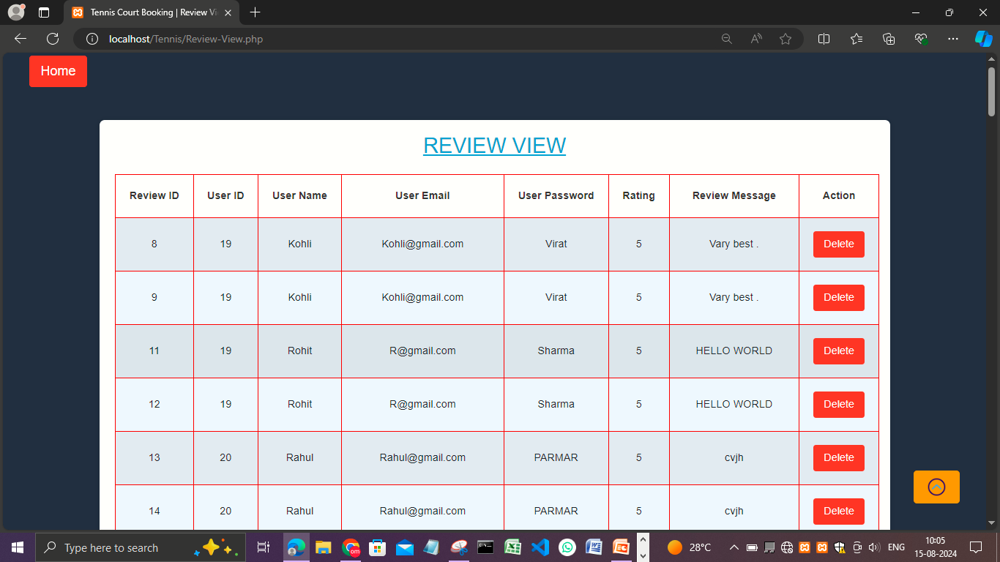 Tennis Court Booking | Review Vi
localhost/Tennis/Review-View.php
Home
REVIEW VIEW
Review ID User ID User Name User Email User Password Rating Review Message Action
8 19 Kohli Kohli@gmail.com Virat 5 Vary best . Delete
9 19 Kohli Kohli@gmail.com Virat 5 Vary best . Delete
11 19 Rohit R@gmail.com Sharma 5 HELLO WORLD Delete
12 19 Rohit R@gmail.com Sharma 5 HELLO WORLD Delete
13 20 Rahul Rahul@gmail.com PARMAR 5 cvjh Delete
14 20 Rahul Rahul@gmail.com PARMAR 5 cvjh Delete
Type here to search
om
28°C
ENG
10:05
15-08-2024